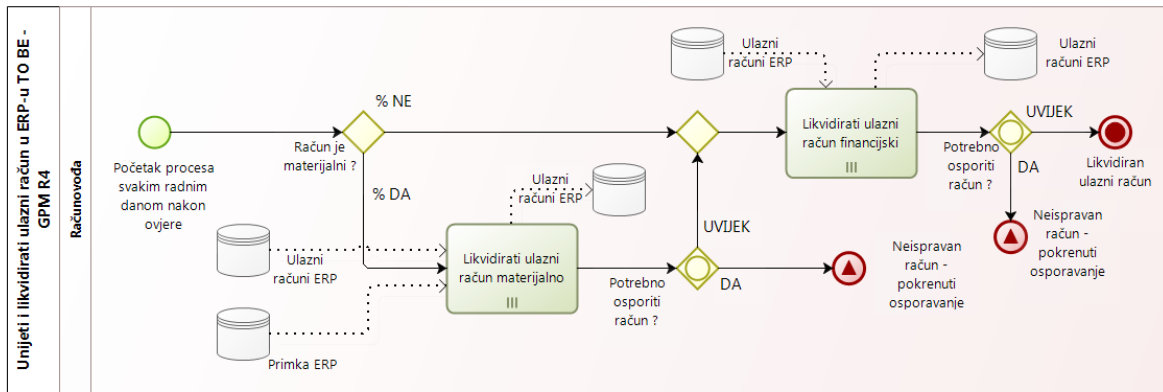 Unijeti i likvidirati ulazni račun u ERP-u TO BE -
GPM R4
Računovođa
Početak procesa
svakim radnim
danom nakon
ovjere
Račun je
materijalni ?
% NE
% DA
Ulazni
računi ERP
Primka ERP
Likvidirati ulazni
račun materijalno
Ulazni
računi ERP
Potrebno
osporiti
račun ?
UVIJEK
DA
Neispravan
račun -
pokrenuti
osporavanje
Ulazni
računi ERP
Likvidirati ulazni
račun financijski
Ulazni
računi ERP
Potrebno
osporiti
račun ?
UVIJEK
DA
Likvidiran
ulazni račun
Neispravan
račun -
pokrenuti
osporavanje